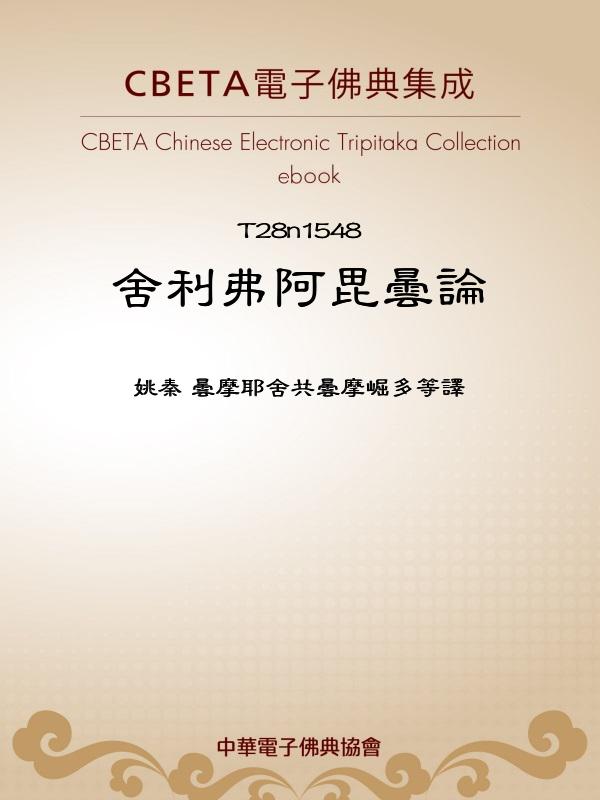 CBETA電子佛典集成
CBETA Chinese Electronic Tripitaka Collection
ebook
T28n1548
舍利弗阿毘曇論
姚秦 曇摩耶舍共曇摩崛多等譯
中華電子佛典協會